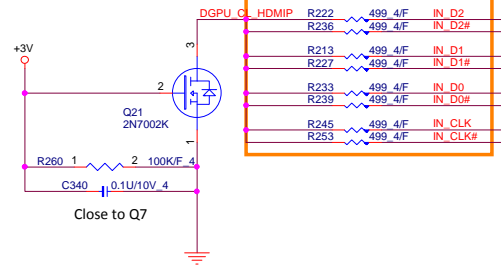 DGPU_CL_HDMIP
R222 499_4/F IN_D2
R236 499_4/F IN_D2#
R213 499_4/F IN_D1
R227 499_4/F IN_D1#
R233 499_4/F IN_D0
R239 499_4/F IN_D0#
R245 499_4/F IN_CLK
R253 499_4/F IN_CLK#
+3V
3
2
Q21
2N7002K
1
R260 1 2 100K/F_4
C340 0.1U/10V_4
Close to Q7